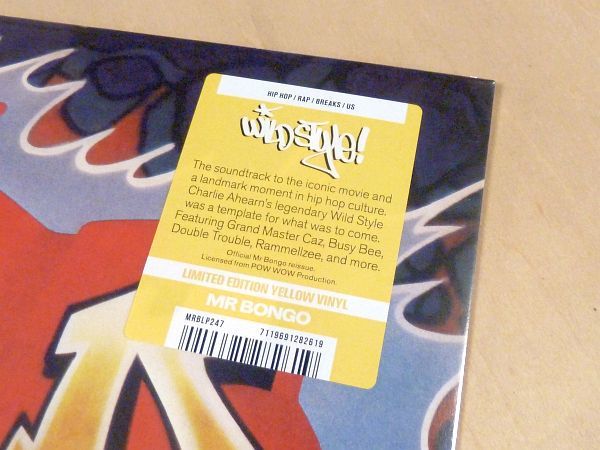 HIP HOP / RAP / BREAKS / US
Wild Style!
The soundtrack to the iconic movie and
a landmark moment in hip hop culture.
Charlie Ahearn's legendary Wild Style
was a template for what was to come.
Featuring Grand Master Caz, Busy Bee,
Double Trouble, Rammellzee, and more.
Official Mr Bongo reissue.
Licensed from POW WOW Production.
LIMITED EDITION YELLOW VINYL
MR BONGO
MRBLP247 7119691282619